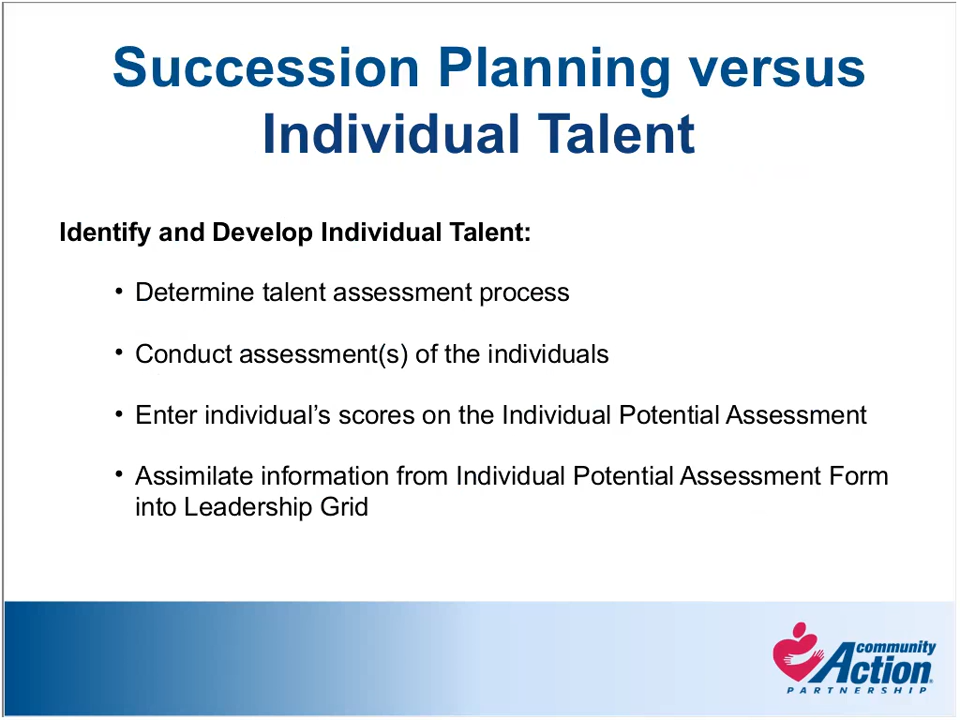 Succession Planning versus
Individual Talent
Identify and Develop Individual Talent:
• Determine talent assessment process
• Conduct assessment(s) of the individuals
• Enter individual’s scores on the Individual Potential Assessment
• Assimilate information from Individual Potential Assessment Form
into Leadership Grid
community
Action®
PARTNERSHIP